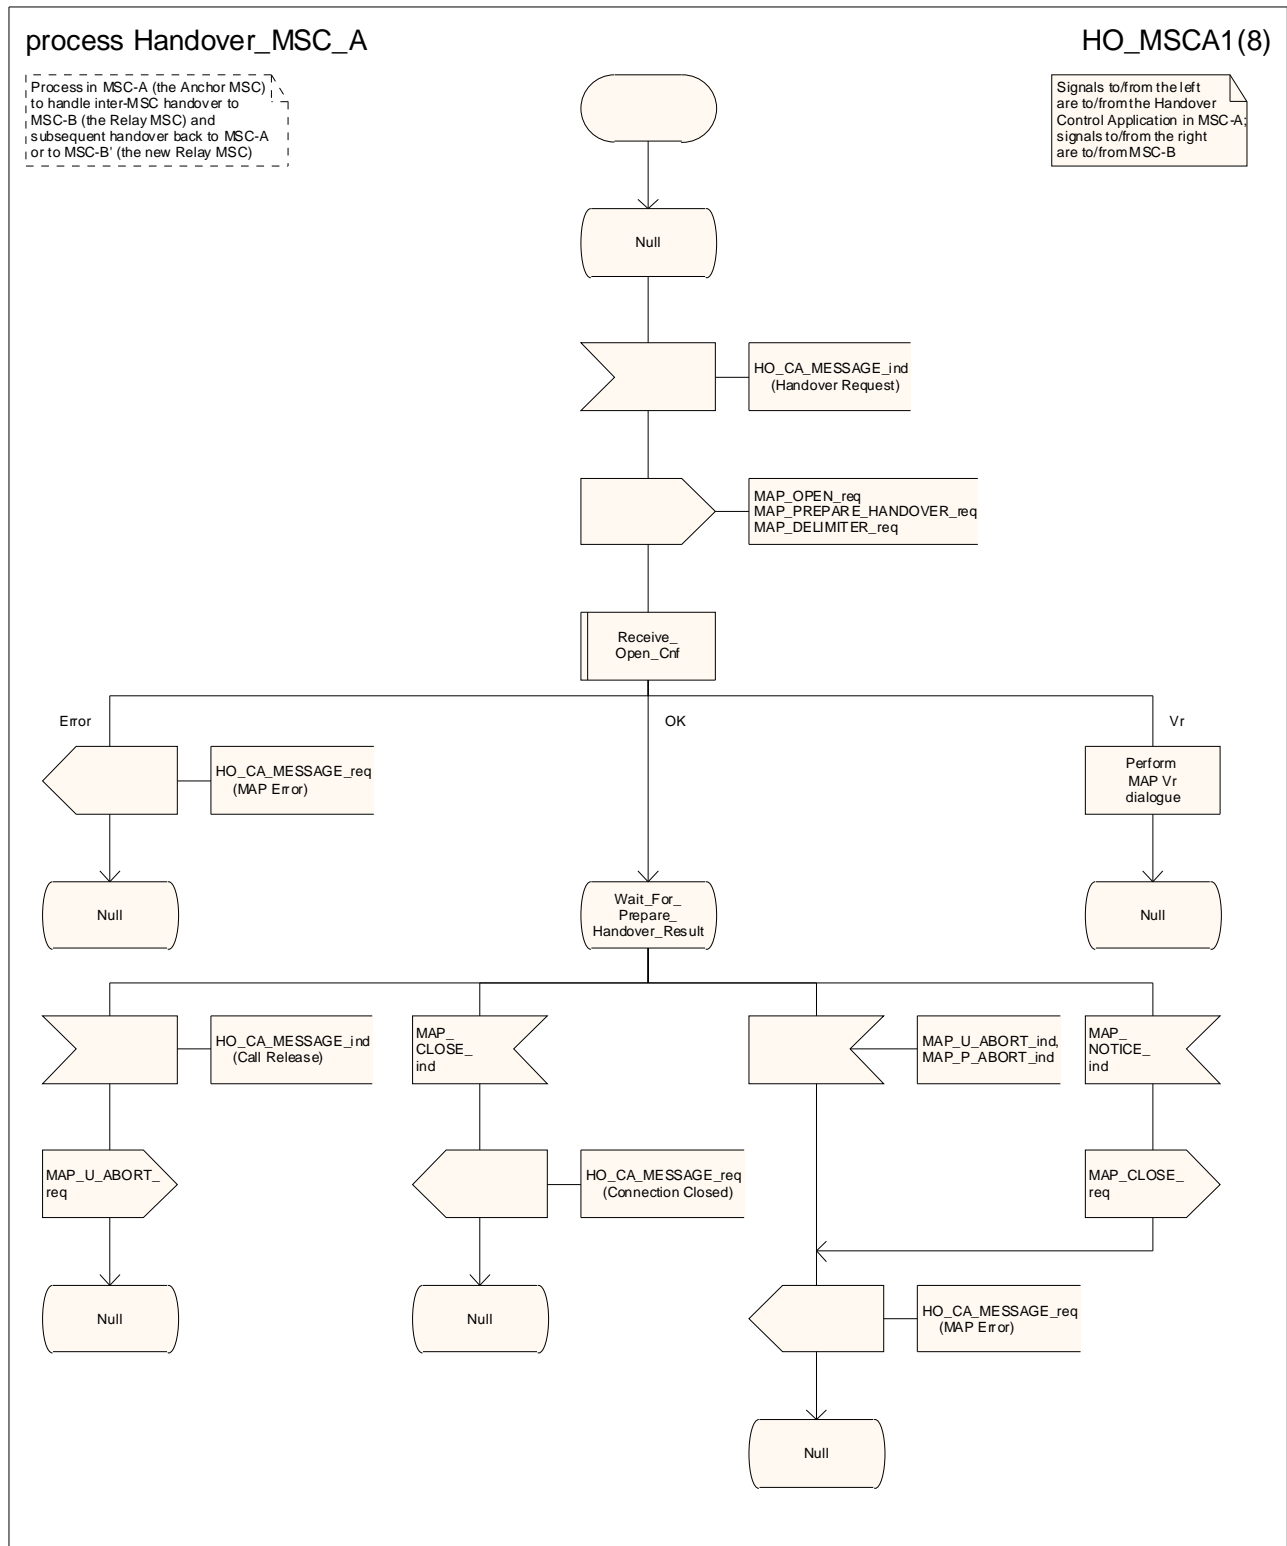 process Handover_MSC_A
HO_MSCA1(8)
Process in MSC-A (the Anchor MSC)
to handle inter-MSC handover to
MSC-B (the Relay MSC) and
subsequent handover back to MSC-A
or to MSC-B' (the new Relay MSC)
Signals to/from the left
are to/from the Handover
Control Application in MSC-A;
signals to/from the right
are to/from MSC-B
Null
HO_CA_MESSAGE_ind
(Handover Request)
MAP_OPEN_req
MAP_PREPARE_HANDOVER_req
MAP_DELIMITER_req
Receive_
Open_Cnf
Error
OK
Vr
HO_CA_MESSAGE_req
(MAP Error)
Perform
MAP Vr
dialogue
Null
Wait_For_
Prepare_
Handover_Result
Null
HO_CA_MESSAGE_ind
(Call Release)
MAP_
CLOSE_
ind
MAP_U_ABORT_ind,
MAP_P_ABORT_ind
MAP_
NOTICE_
ind
MAP_U_ABORT_
req
HO_CA_MESSAGE_req
(Connection Closed)
MAP_CLOSE_
req
Null
Null
HO_CA_MESSAGE_req
(MAP Error)
Null